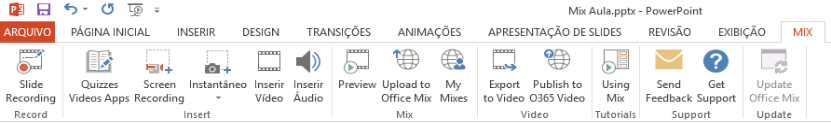 Mix Aula.pptx - PowerPoint
ARQUIVO PÁGINA INICIAL INSERIR DESIGN TRANSIÇÕES ANIMAÇÕES APRESENTAÇÃO DE SLIDES REVISÃO EXIBIÇÃO MIX
Slide Quizzes Screen Instantâneo Inserir Inserir Preview Upload to My Export Publish to Using Send Get Update
Recording Videos Apps Recording Vídeo Áudio Office Mix Mixes to Video O365 Video Mix Feedback Support Office Mix
Record Insert Mix Video Tutorials Support Update